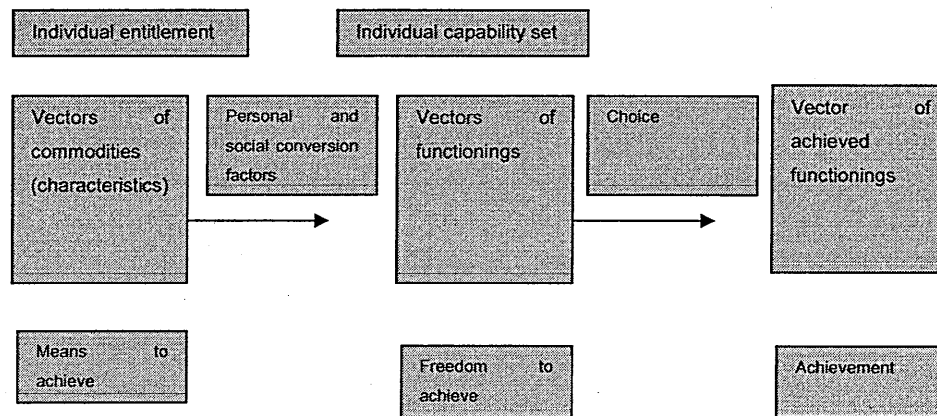 Individual entitlement
Individual capability set
Vectors of
commodities
(characteristics)
Personal and
social conversion
factors
Vectors of
functionings
Choice
Vector of
achieved
functionings
Means to
achieve
Freedom to
achieve
Achievement